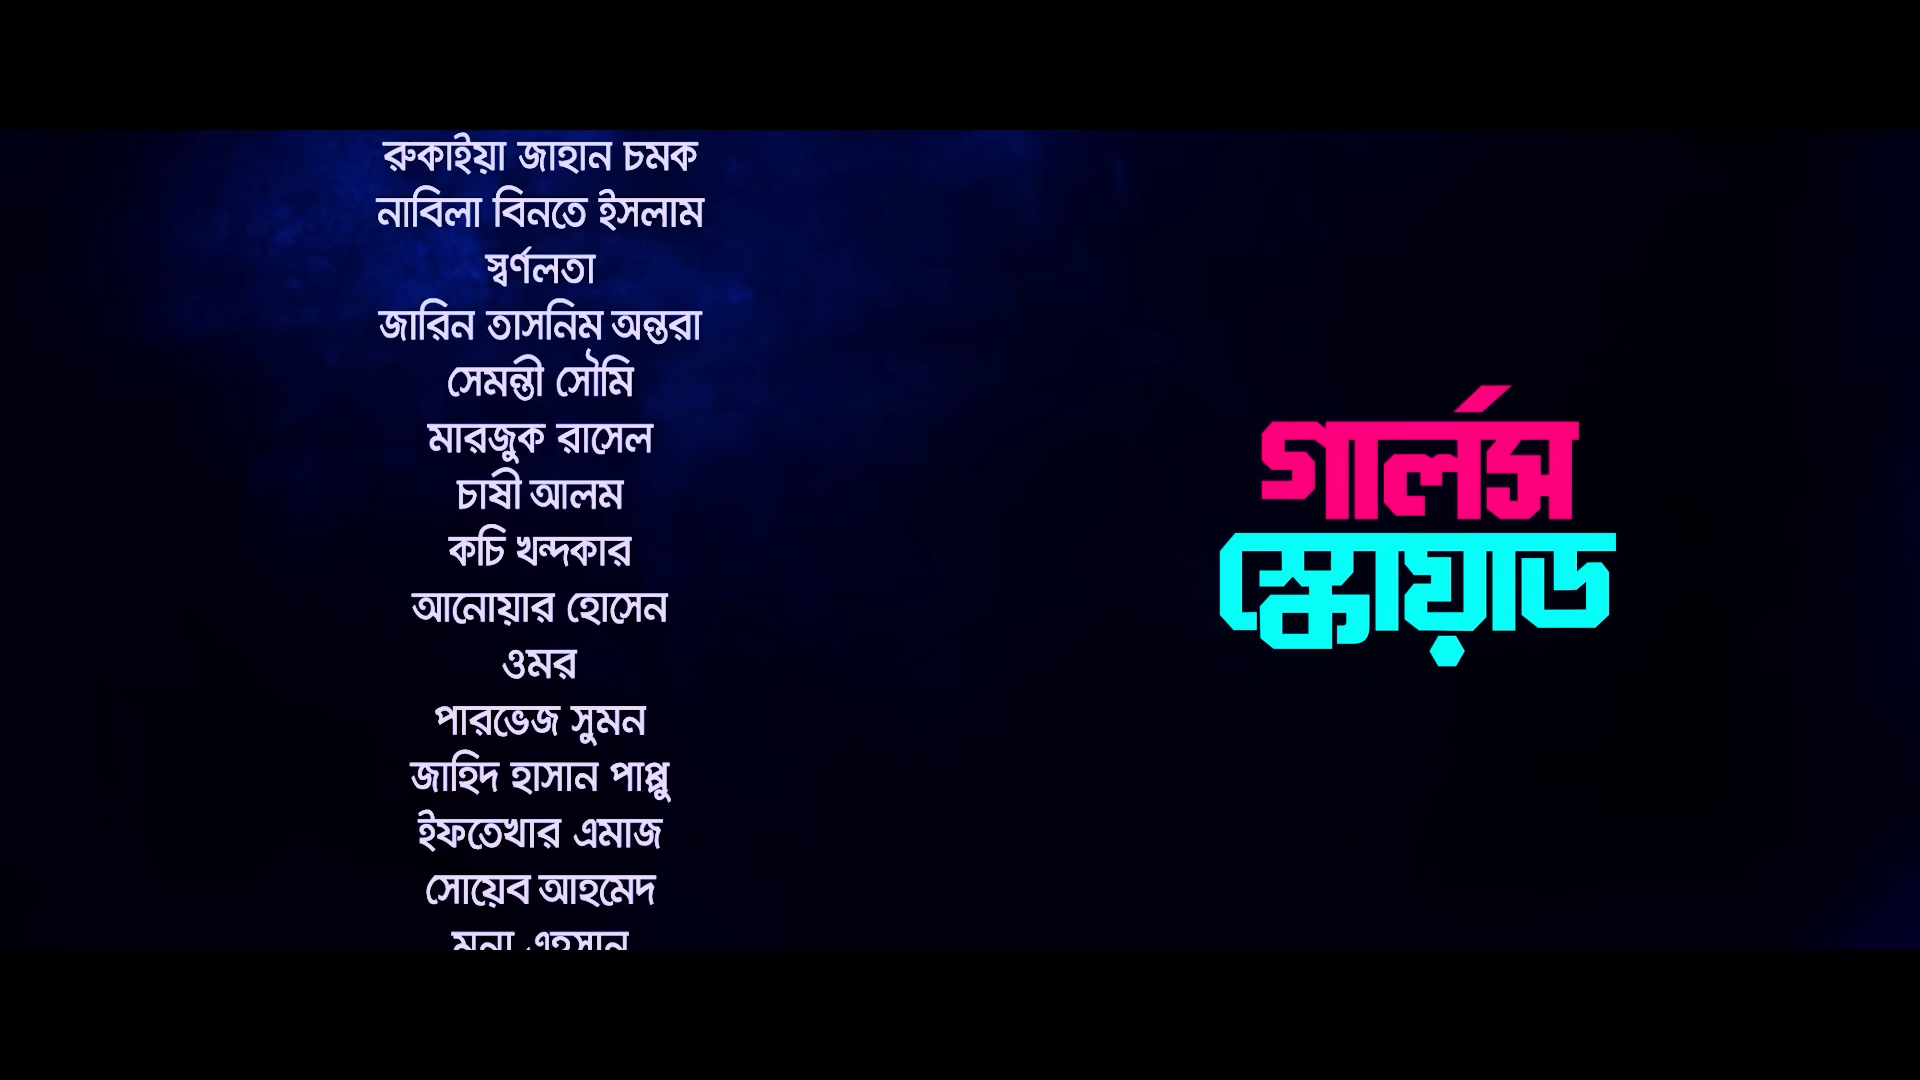 রুকাইয়া জাহান চমক
নাবিলা বিনতে ইসলাম
স্বর্ণলতা
জারিন তাসনিম অন্তরা
সেমন্তী সৌমি
মারজুক রাসেল
চাষী আলম
কচি খন্দকার
আনোয়ার হোসেন
ওমর
পারভেজ সুমন
জাহিদ হাসান পাপ্পু
ইফতেখার এমাজ
সোয়েব আহমেদ
এহসান
গার্লস
স্কোয়াড